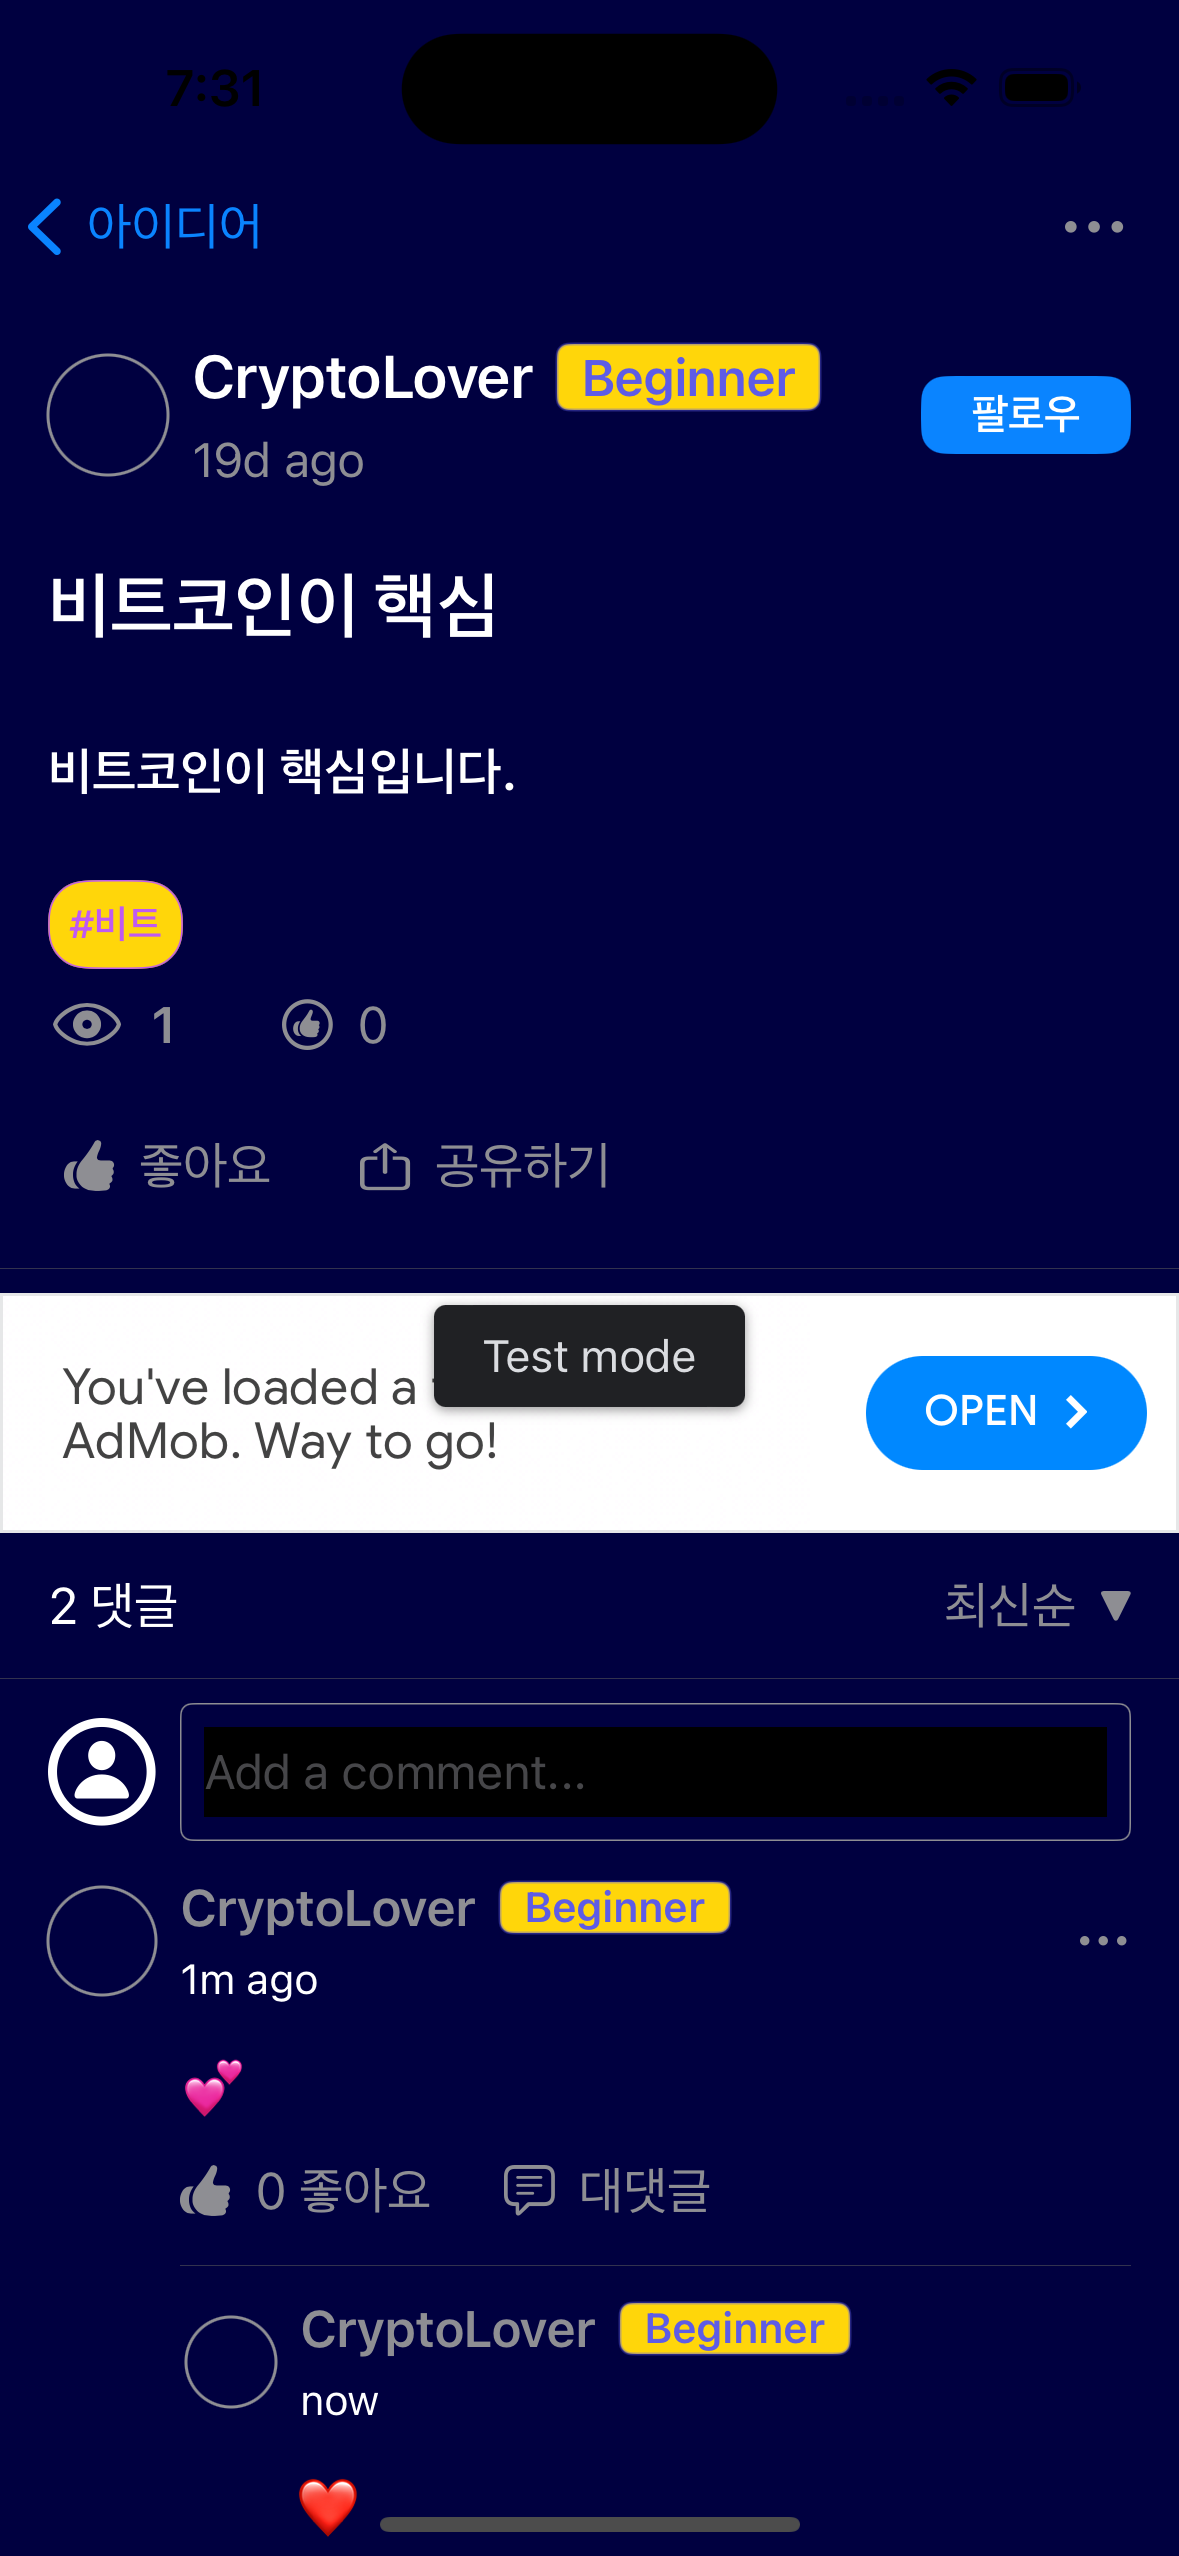 7:31
아이디어
CryptoLover Beginner
19d ago
팔로우
비트코인이 핵심
비트코인이 핵심입니다.
#비트
1 0
좋아요 공유하기
Test mode
You've loaded a
AdMob. Way to go!
OPEN
2 댓글 최신순
Add a comment...
CryptoLover Beginner
1m ago
💕
0 좋아요 대댓글
CryptoLover Beginner
now
❤️